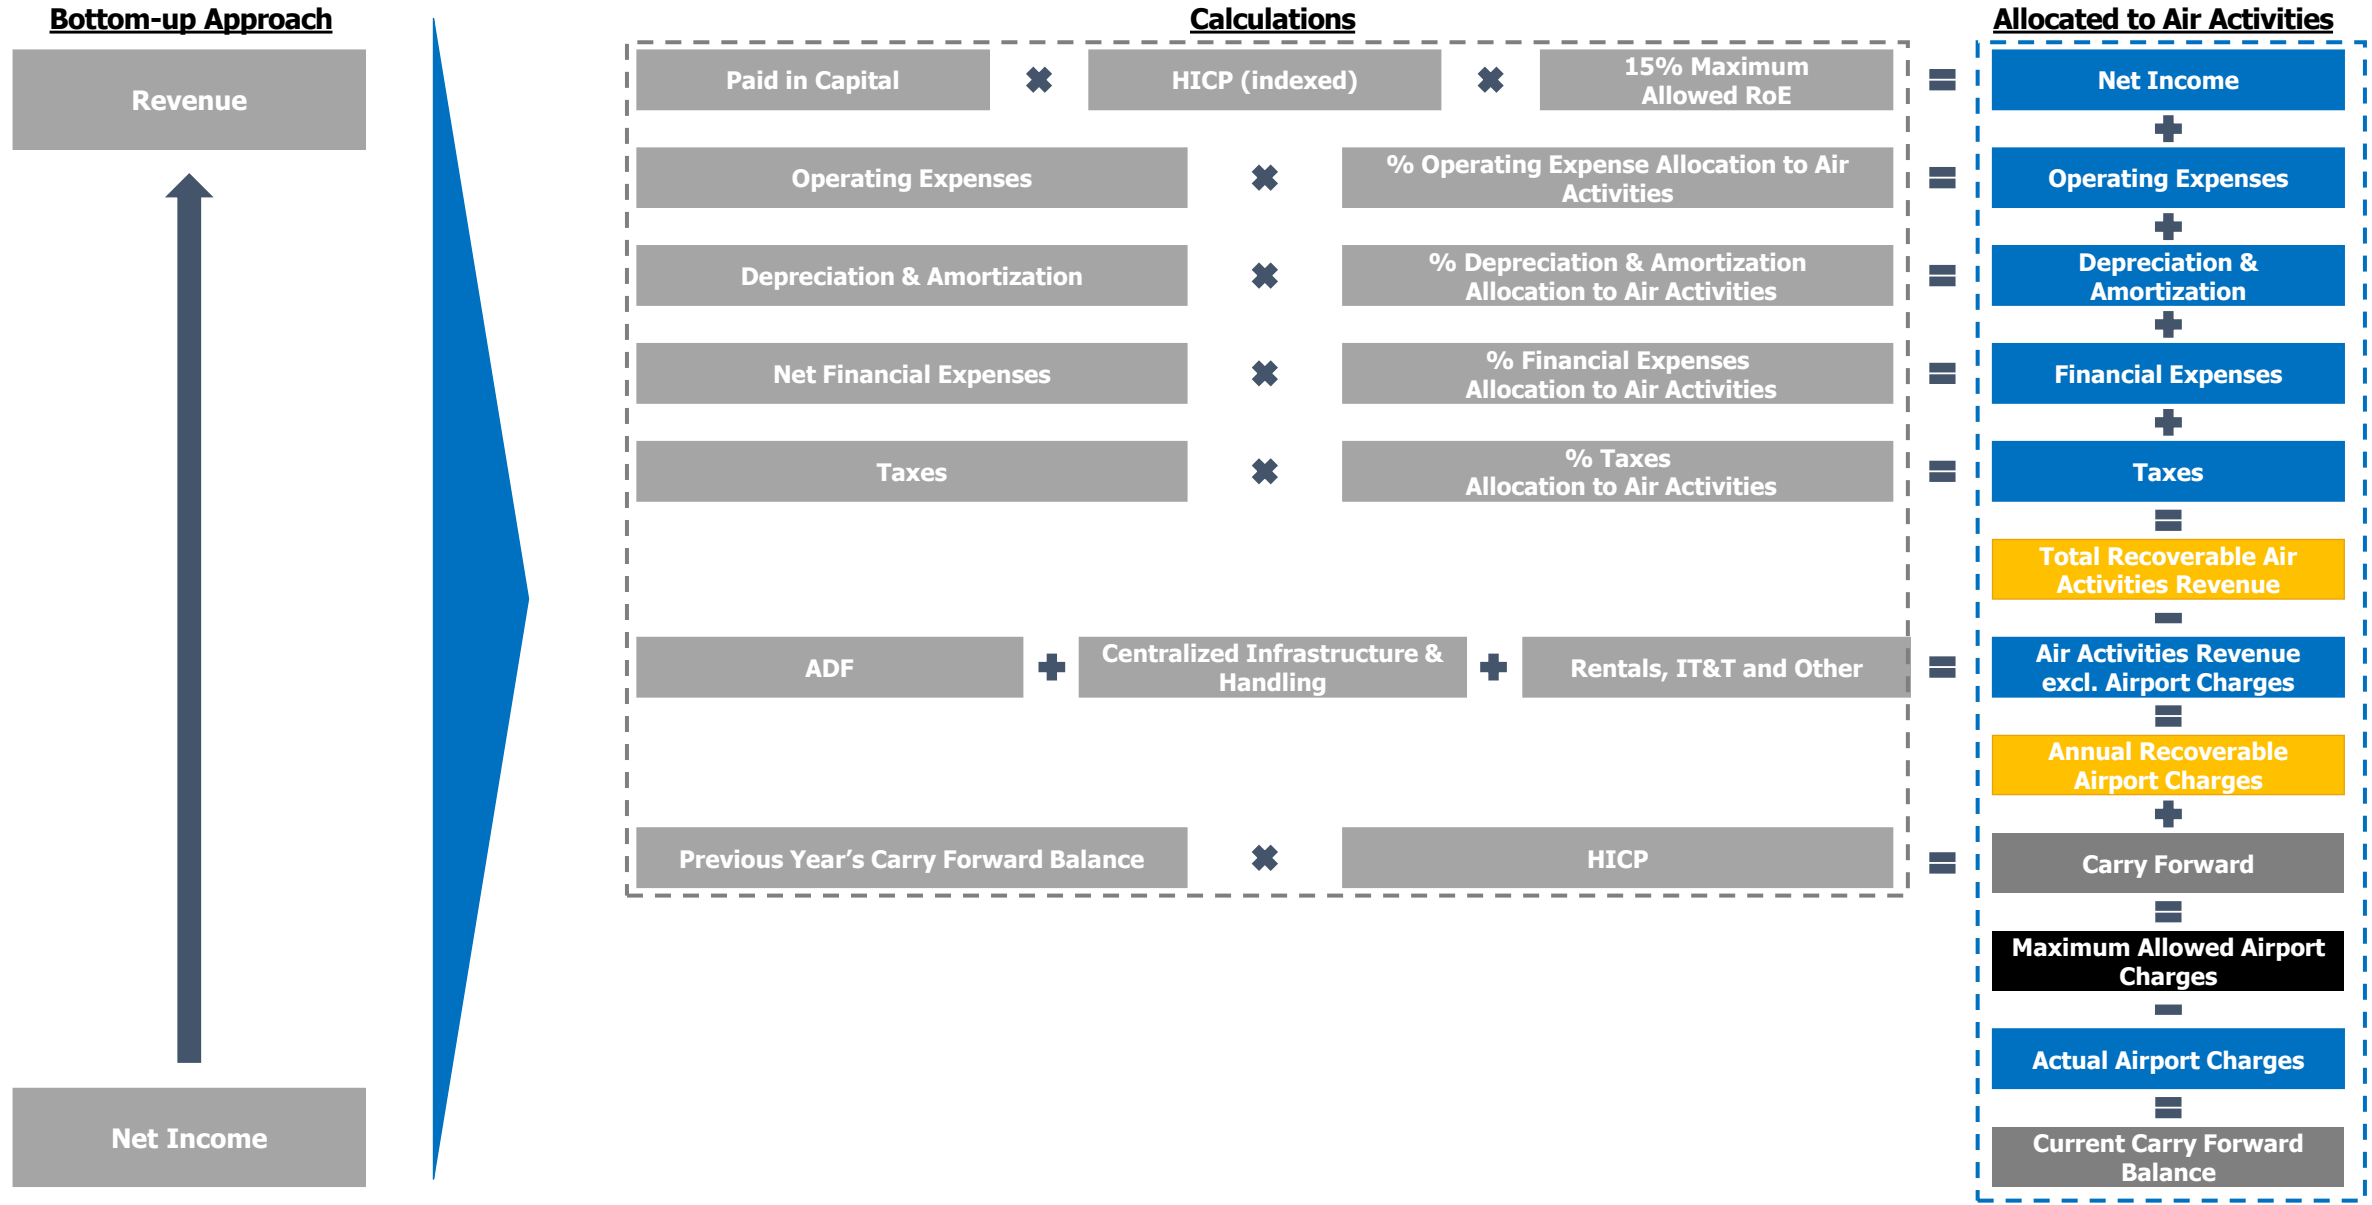 Bottom-up Approach
Calculations
Allocated to Air Activities
Revenue
Paid in Capital
HICP (indexed)
15% Maximum
Allowed RoE
Net Income
Operating Expenses
% Operating Expense Allocation to Air
Activities
Operating Expenses
Depreciation & Amortization
% Depreciation & Amortization
Allocation to Air Activities
Depreciation &
Amortization
Net Financial Expenses
% Financial Expenses
Allocation to Air Activities
Financial Expenses
Taxes
% Taxes
Allocation to Air Activities
Taxes
Total Recoverable Air
Activities Revenue
ADF
Centralized Infrastructure &
Handling
Rentals, IT&T and Other
Air Activities Revenue
excl. Airport Charges
Annual Recoverable
Airport Charges
Previous Year’s Carry Forward Balance
HICP
Carry Forward
Maximum Allowed Airport
Charges
Actual Airport Charges
Net Income
Current Carry Forward
Balance